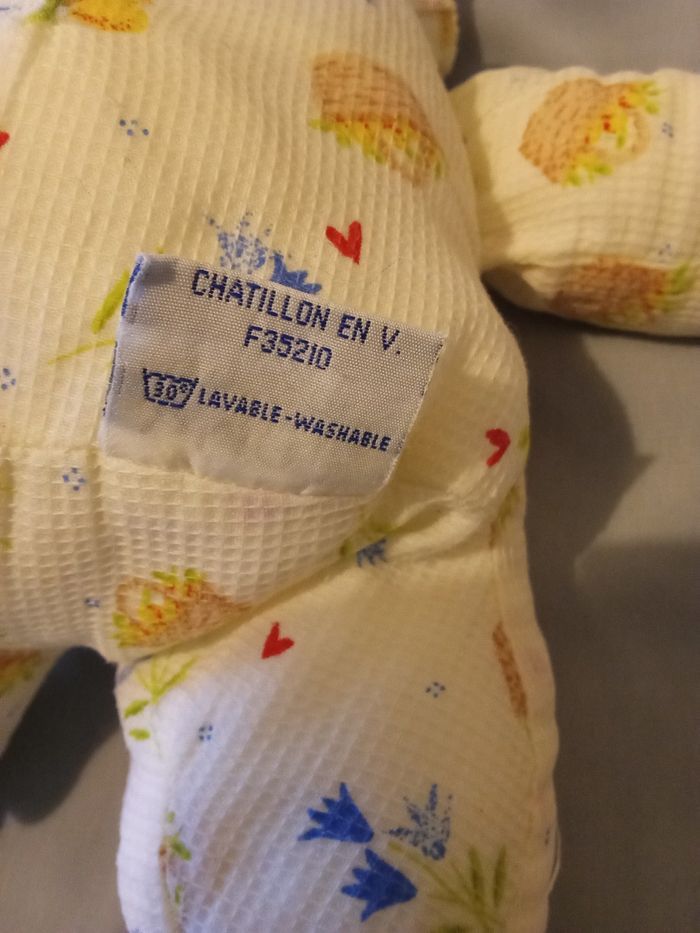 CHATILLON EN V.
F35210
30° LAVABLE-WASHABLE